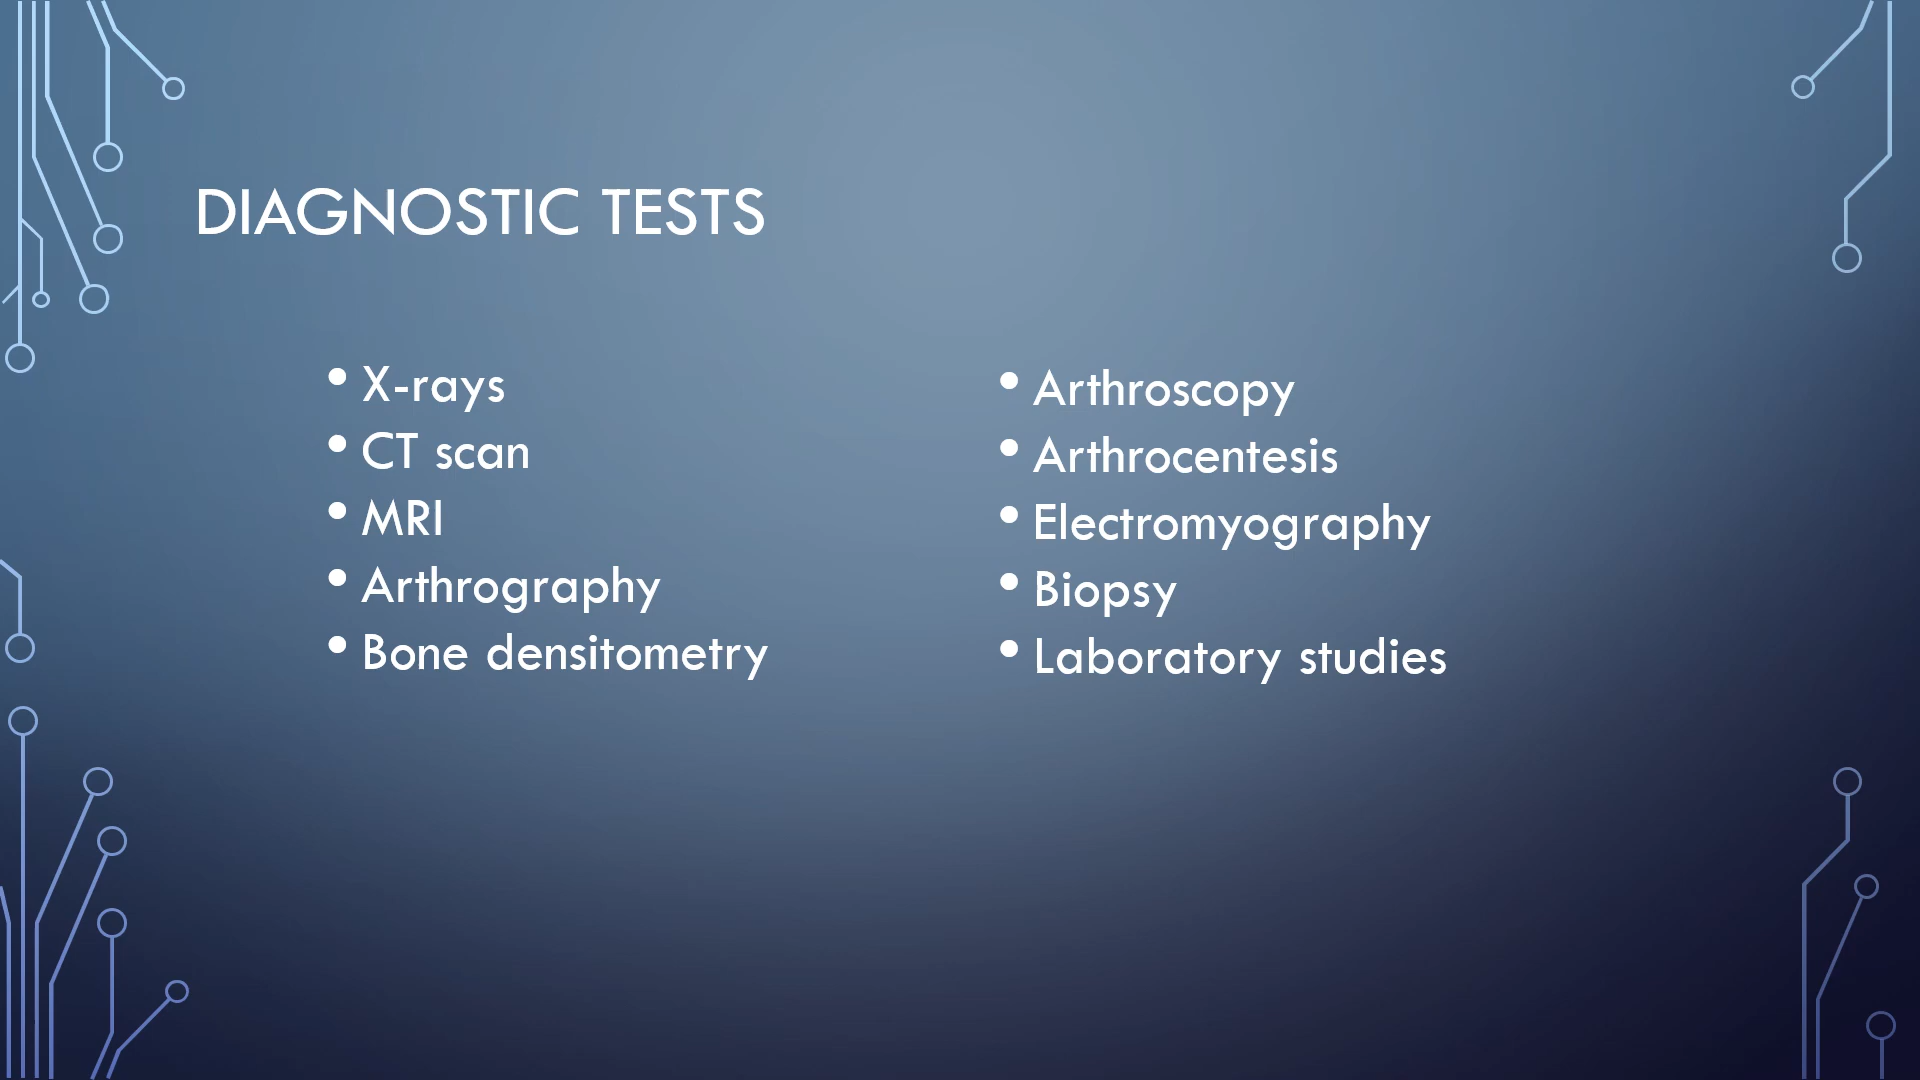 DIAGNOSTIC TESTS
• X-rays
• CT scan
• MRI
• Arthrography
• Bone densitometry
• Arthroscopy
• Arthrocentesis
• Electromyography
• Biopsy
• Laboratory studies